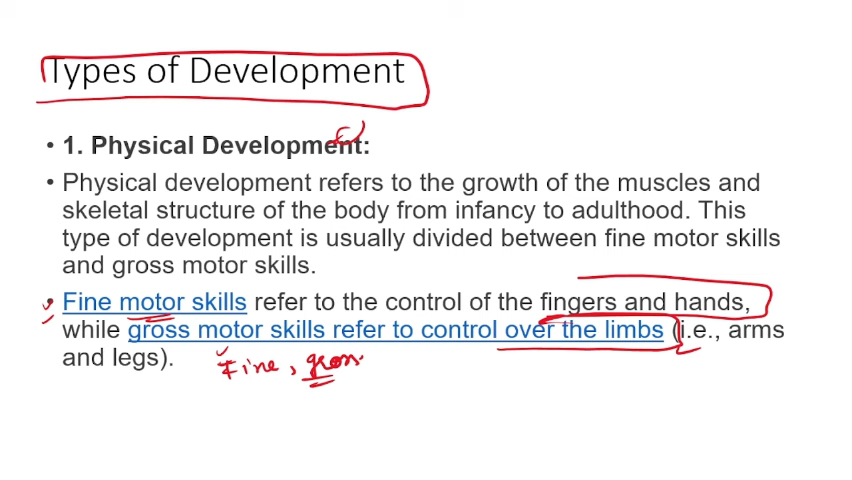 Types of Development
• 1. Physical Development:
• Physical development refers to the growth of the muscles and
skeletal structure of the body from infancy to adulthood. This
type of development is usually divided between fine motor skills
and gross motor skills.
• Fine motor skills refer to the control of the fingers and hands,
while gross motor skills refer to control over the limbs (i.e., arms
and legs).
Fine, gross